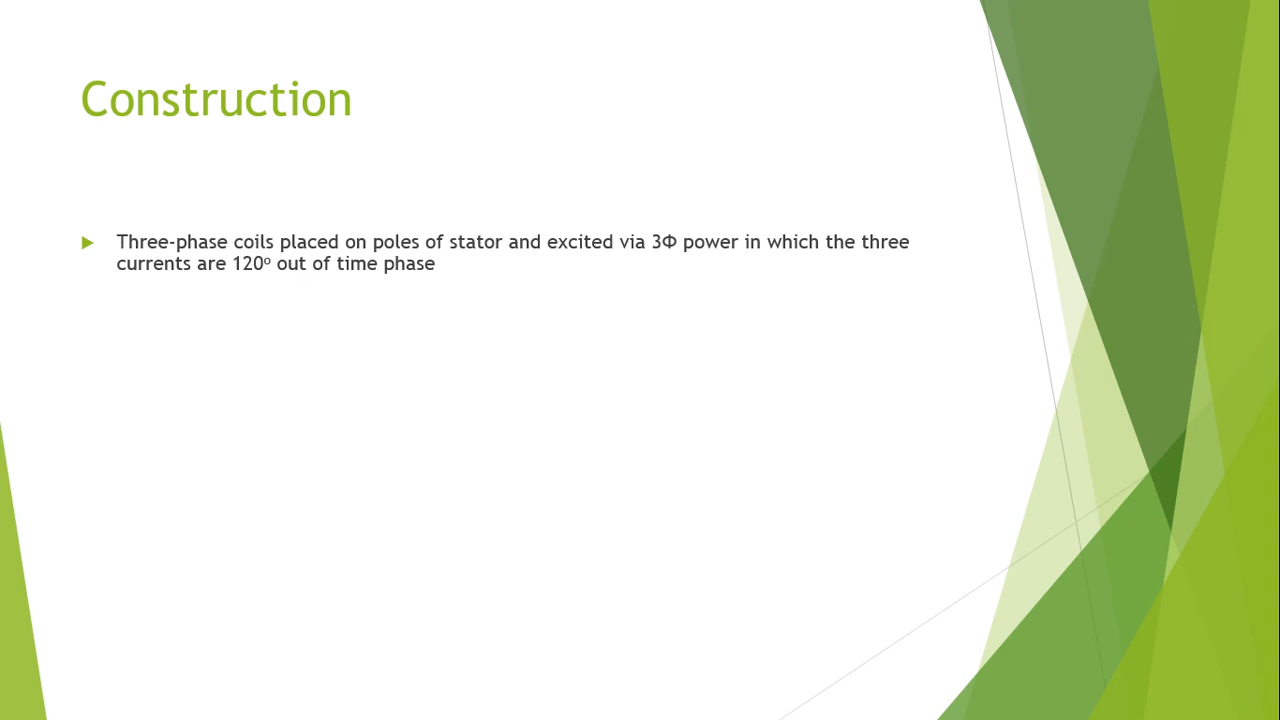 Construction
Three-phase coils placed on poles of stator and excited via 3Φ power in which the three
currents are 120º out of time phase